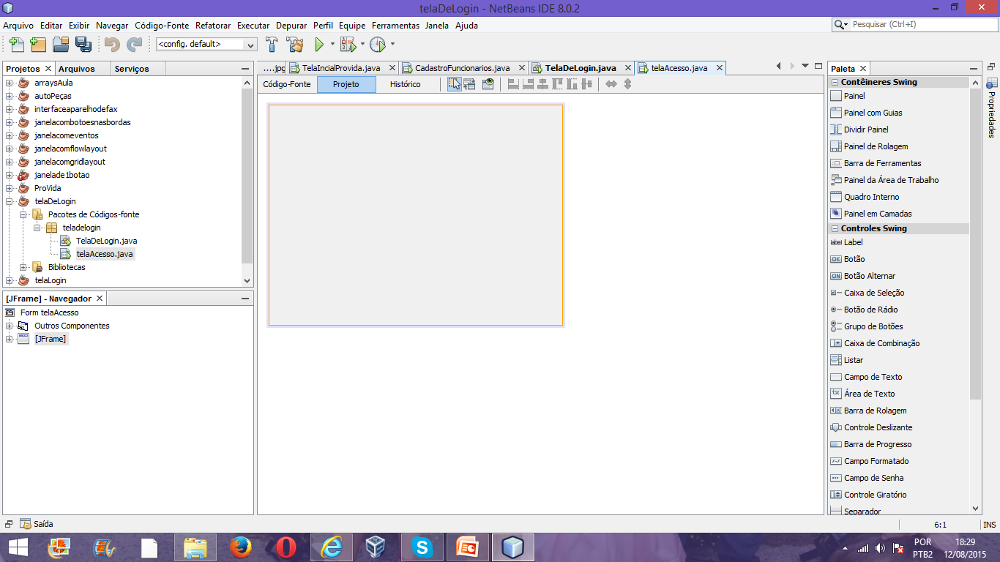 telaDeLogin - NetBeans IDE 8.0.2
Arquivo Editar Exibir Navegar Código-Fonte Refatorar Executar Depurar Perfil Equipe Ferramentas Janela Ajuda
Pesquisar (Ctrl+I)
<config. default>
Projetos Arquivos Serviços
....jpg TelaIncialProvida.java CadastroFuncionarios.java TelaDeLogin.java telaAcesso.java
Código-Fonte Projeto Histórico
arraysAula
autoPeças
interfaceaparelhodefax
janelacombotoesnasbordas
janelacomeventos
janelacomflowlayout
janelacomgridlayout
janelade1botao
ProVida
telaDeLogin
Pacotes de Códigos-fonte
teladelogin
TelaDeLogin.java
telaAcesso.java
Bibliotecas
telaLogin
[JFrame] - Navegador
Form telaAcesso
Outros Componentes
[JFrame]
Paleta
Contêineres Swing
Painel
Painel com Guias
Dividir Painel
Painel de Rolagem
Barra de Ferramentas
Painel da Área de Trabalho
Quadro Interno
Painel em Camadas
Controles Swing
label Label
OK Botão
ON Botão Alternar
Caixa de Seleção
Botão de Rádio
Grupo de Botões
Caixa de Combinação
Listar
Campo de Texto
tx Área de Texto
Barra de Rolagem
Controle Deslizante
Barra de Progresso
Campo Formatado
Campo de Senha
Controle Giratório
Separador
Propriedades
Saída
6:1 INS
POR
PTB2
18:29
12/08/2015